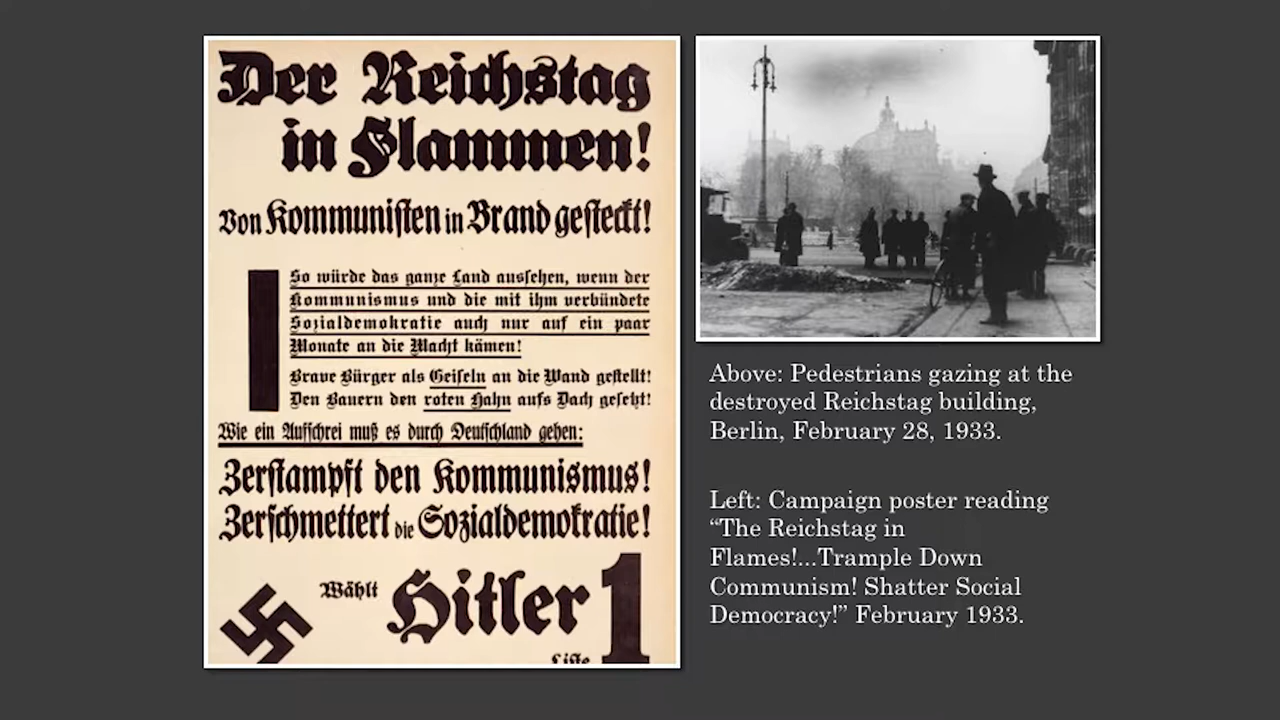 Der Reichstag
in Flammen!
Von Kommunisten in Brand gesteckt!
So würde das ganze Land aussehen, wenn der
Kommunismus und die mit ihm verbündete
Sozialdemokratie auch nur auf ein paar
Monate an die Macht kämen!
Brave Bürger als Geiseln an die Wand gestellt!
Den Bauern den roten Hahn aufs Dach gesetzt!
Wie ein Aufschrei muß es durch Deutschland gehen:
Zerstampft den Kommunismus!
Zerschmettert die Sozialdemokratie!
Wählt Hitler 1
Liste
Above: Pedestrians gazing at the
destroyed Reichstag building,
Berlin, February 28, 1933.
Left: Campaign poster reading
“The Reichstag in
Flames!...Trample Down
Communism! Shatter Social
Democracy!” February 1933.